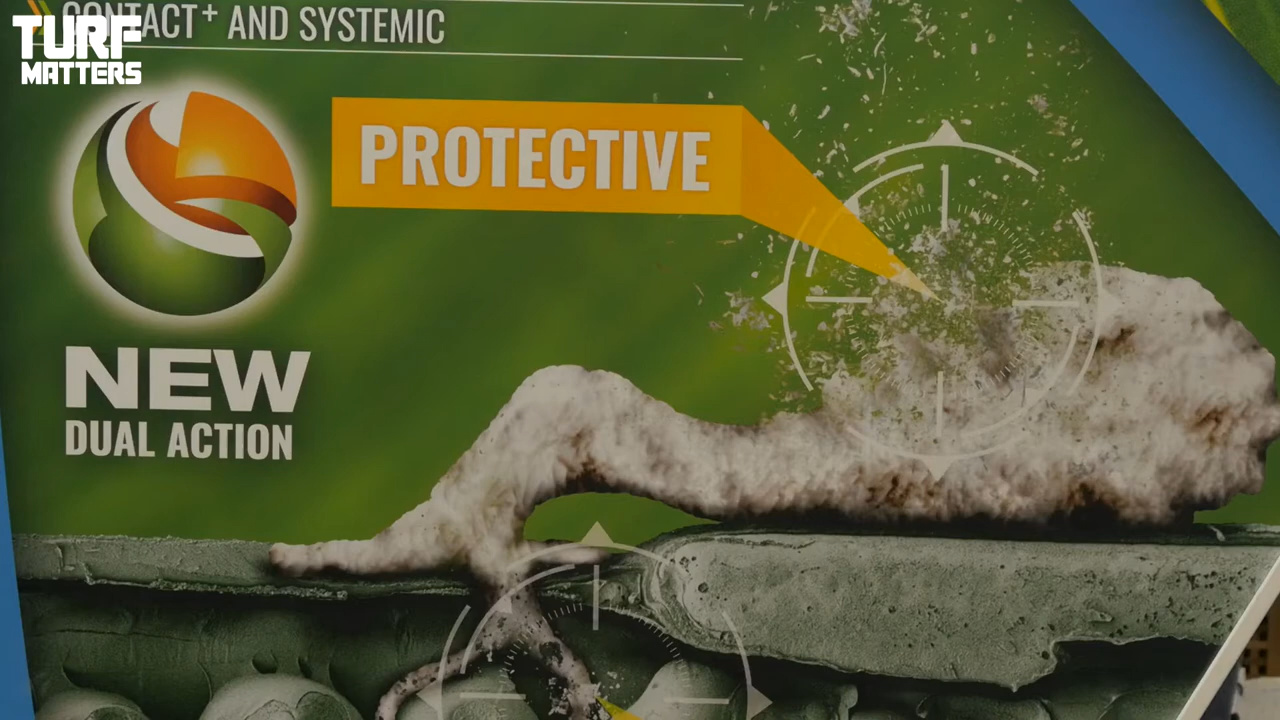 TURF
MATTERS
CONTACT+ AND SYSTEMIC
PROTECTIVE
NEW
DUAL ACTION